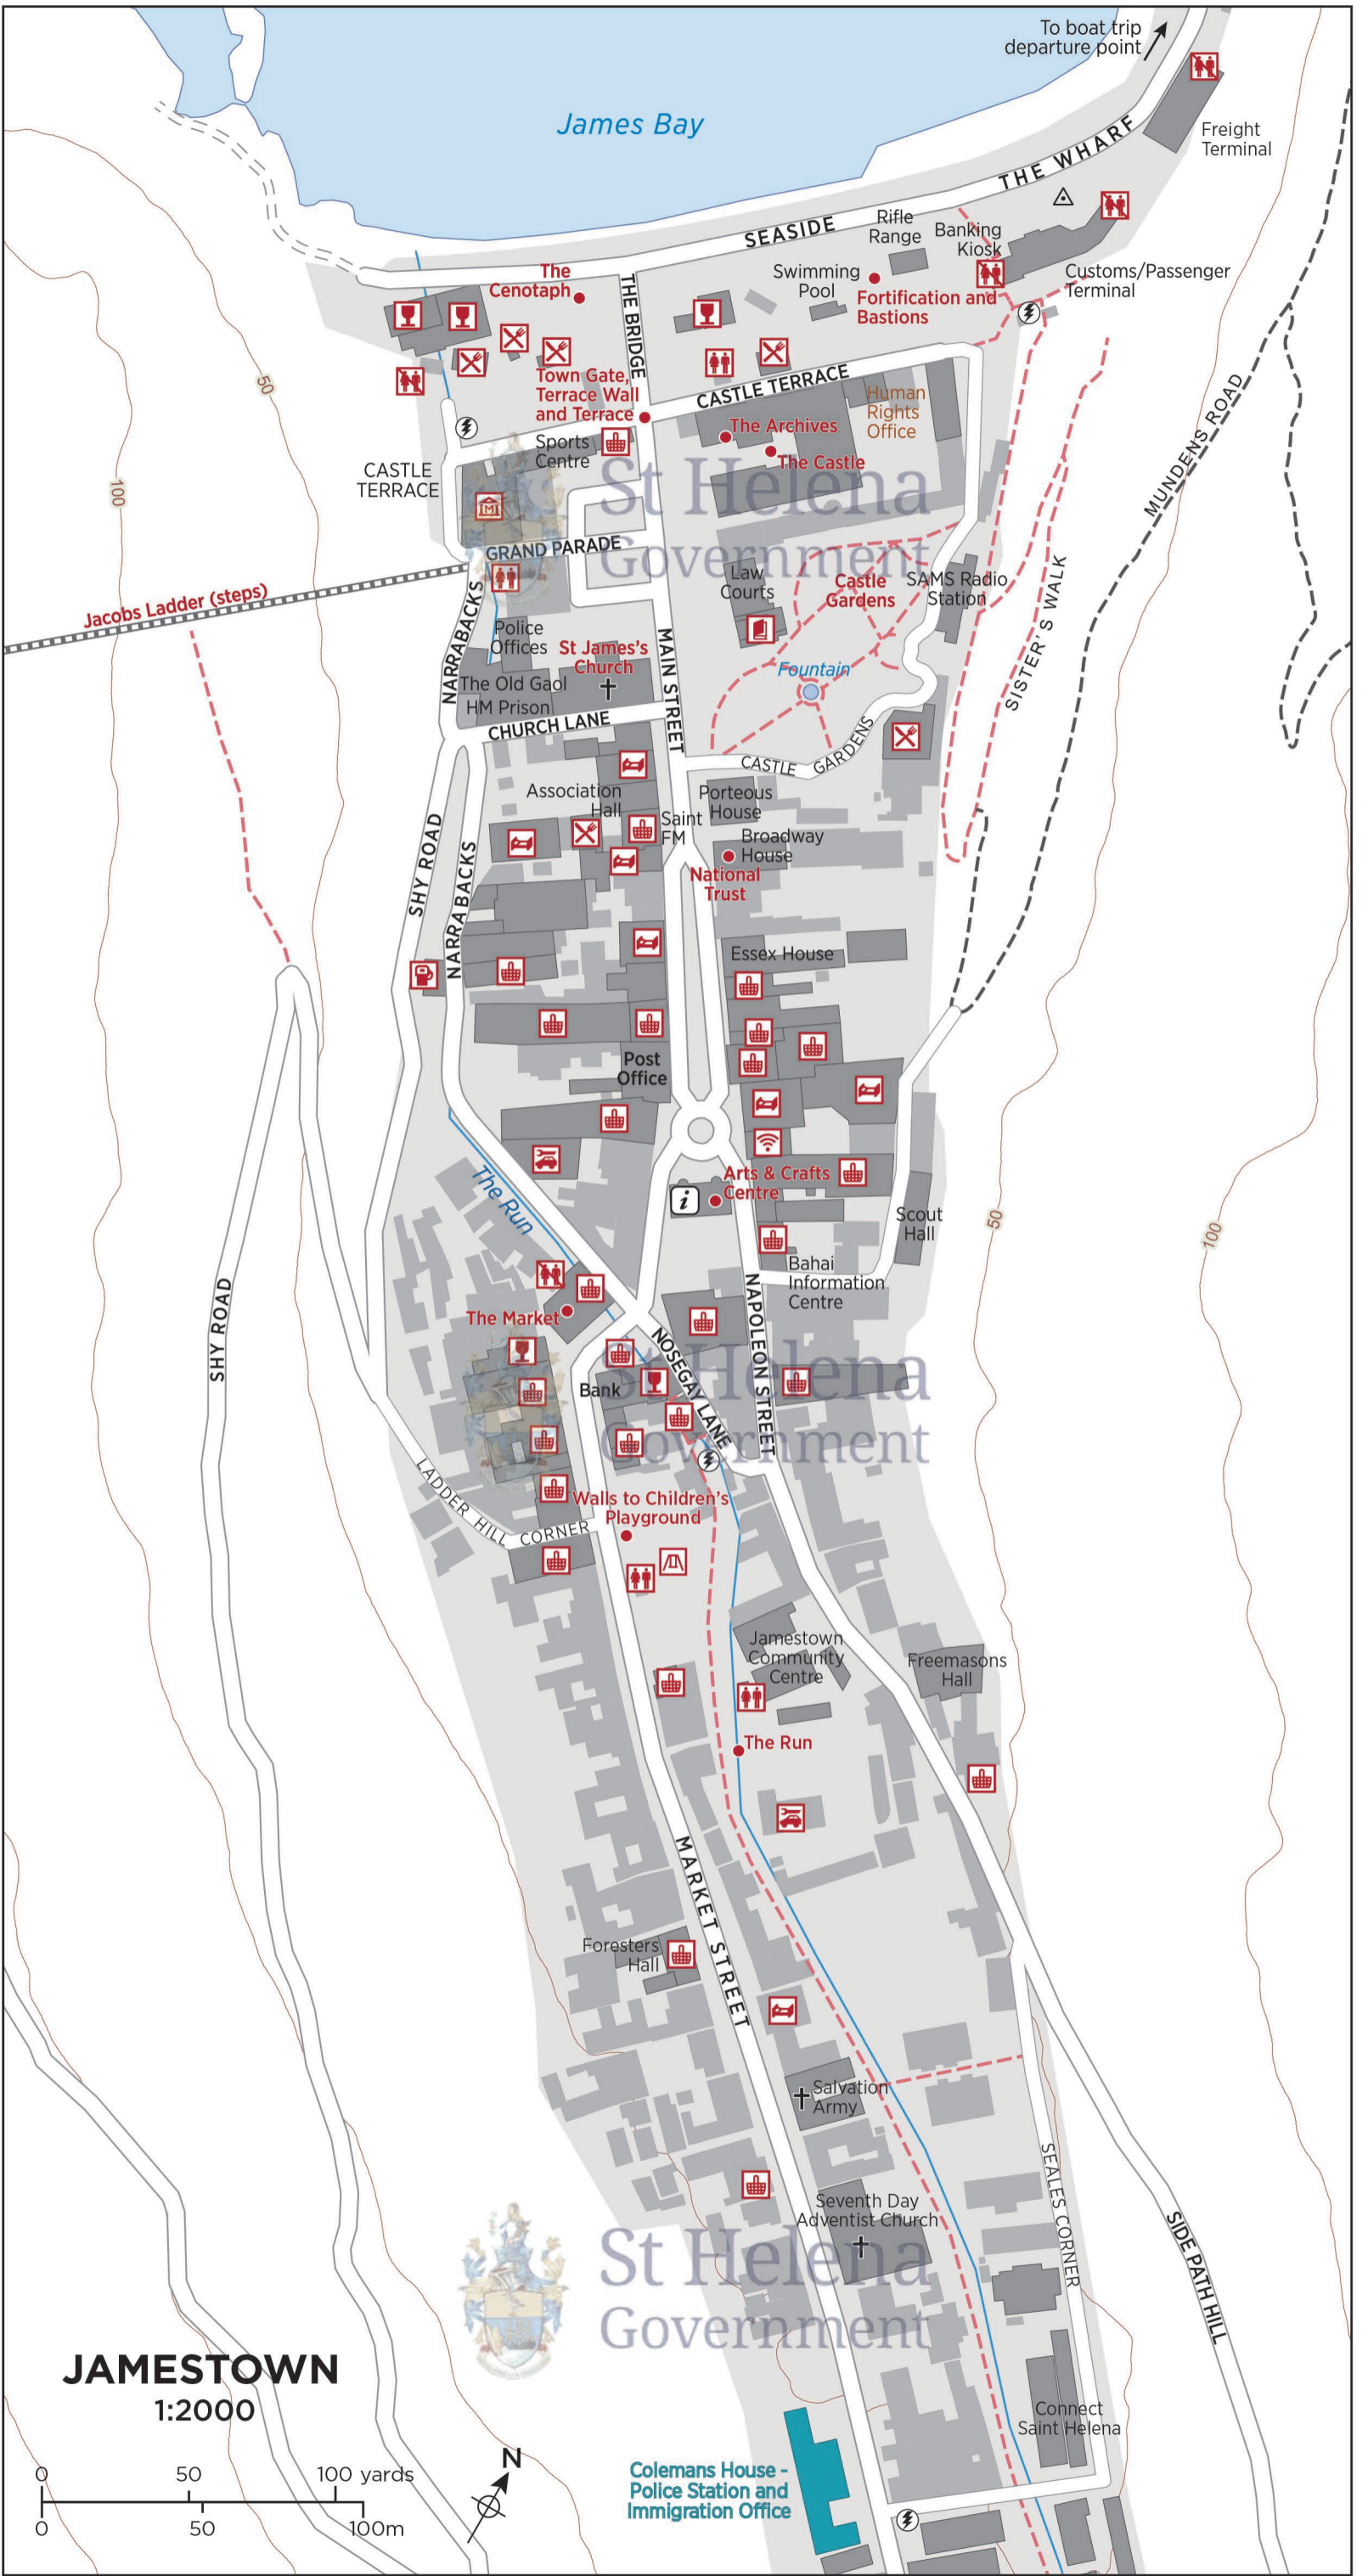 To boat trip
departure point
James Bay
Freight
Terminal
THE WHARF
SEASIDE
Rifle
Range
Banking
Kiosk
Swimming
Pool
Customs/Passenger
Terminal
The
Cenotaph
Fortification and
Bastions
THE BRIDGE
Town Gate,
Terrace Wall
and Terrace
CASTLE TERRACE
Human
Rights
Office
50
The Archives
Sports
Centre
The Castle
CASTLE
TERRACE
100
MUNDENS ROAD
St Helena
Government
GRAND PARADE
Jacobs Ladder (steps)
NARRABACKS
Law
Courts
Castle
Gardens
SAMS Radio
Station
SISTER'S WALK
Police
Offices
St James's
Church
MAIN STREET
Fountain
The Old Gaol
HM Prison
CHURCH LANE
CASTLE GARDENS
Association
Hall
Porteous
House
Saint
FM
Broadway
House
National
Trust
SHY ROAD
NARRABACKS
Essex House
Post
Office
The Run
Arts & Crafts
Centre
i
Scout
Hall
50
100
Bahai
Information
Centre
SHY ROAD
The Market
NAPOLEON STREET
NOSEGAY LANE
Bank
St Helena
Government
LADDER HILL CORNER
Walls to Children's
Playground
Jamestown
Community
Centre
Freemasons
Hall
The Run
MARKET STREET
Foresters
Hall
Salvation
Army
SEALES CORNER
Seventh Day
Adventist Church
SIDE PATH HILL
St Helena
Government
JAMESTOWN
1:2000
Connect
Saint Helena
N
0 50 100 yards
0 50 100m
Colemans House -
Police Station and
Immigration Office